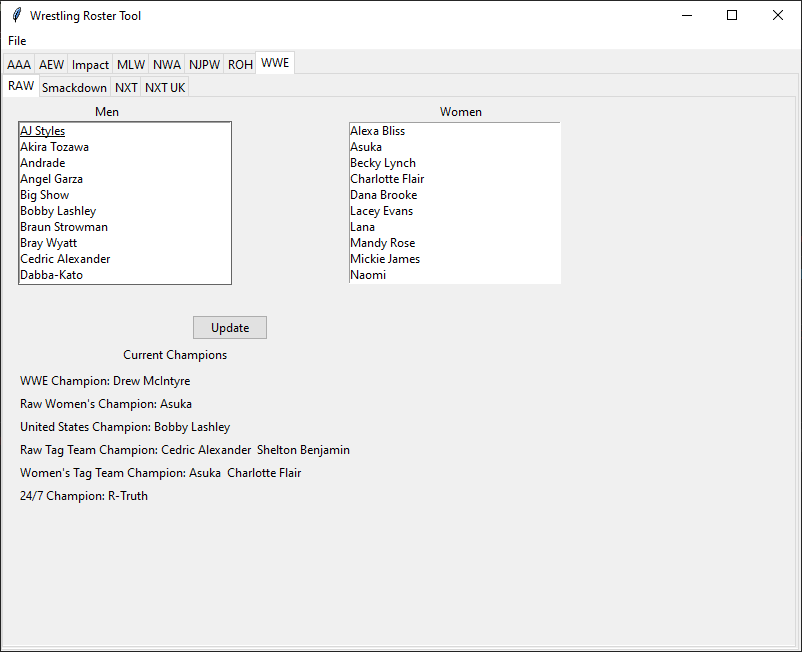 Wrestling Roster Tool
File
AAA AEW Impact MLW NWA NJPW ROH WWE
RAW Smackdown NXT NXT UK
Men
AJ Styles
Akira Tozawa
Andrade
Angel Garza
Big Show
Bobby Lashley
Braun Strowman
Bray Wyatt
Cedric Alexander
Dabba-Kato
Women
Alexa Bliss
Asuka
Becky Lynch
Charlotte Flair
Dana Brooke
Lacey Evans
Lana
Mandy Rose
Mickie James
Naomi
Update
Current Champions
WWE Champion: Drew McIntyre
Raw Women's Champion: Asuka
United States Champion: Bobby Lashley
Raw Tag Team Champion: Cedric Alexander  Shelton Benjamin
Women's Tag Team Champion: Asuka  Charlotte Flair
24/7 Champion: R-Truth